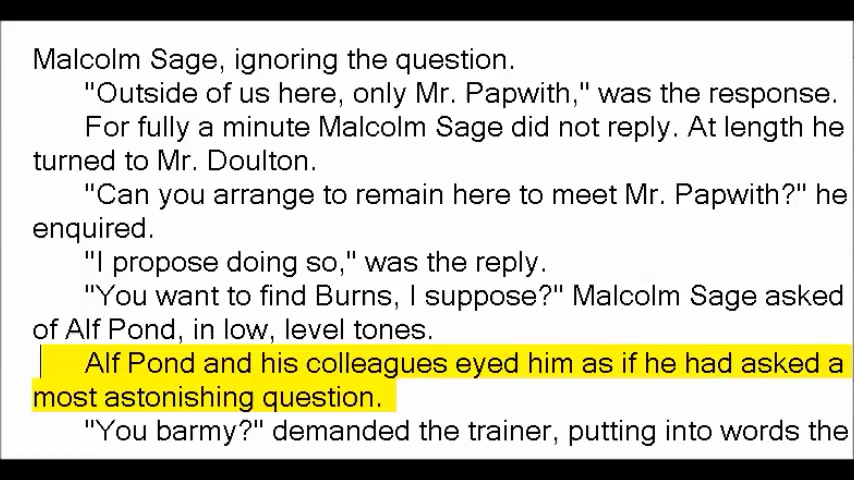 Malcolm Sage, ignoring the question.
"Outside of us here, only Mr. Papwith," was the response.
For fully a minute Malcolm Sage did not reply. At length he
turned to Mr. Doulton.
"Can you arrange to remain here to meet Mr. Papwith?" he
enquired.
"I propose doing so," was the reply.
"You want to find Burns, I suppose?" Malcolm Sage asked
of Alf Pond, in low, level tones.
Alf Pond and his colleagues eyed him as if he had asked a
most astonishing question.
"You barmy?" demanded the trainer, putting into words the